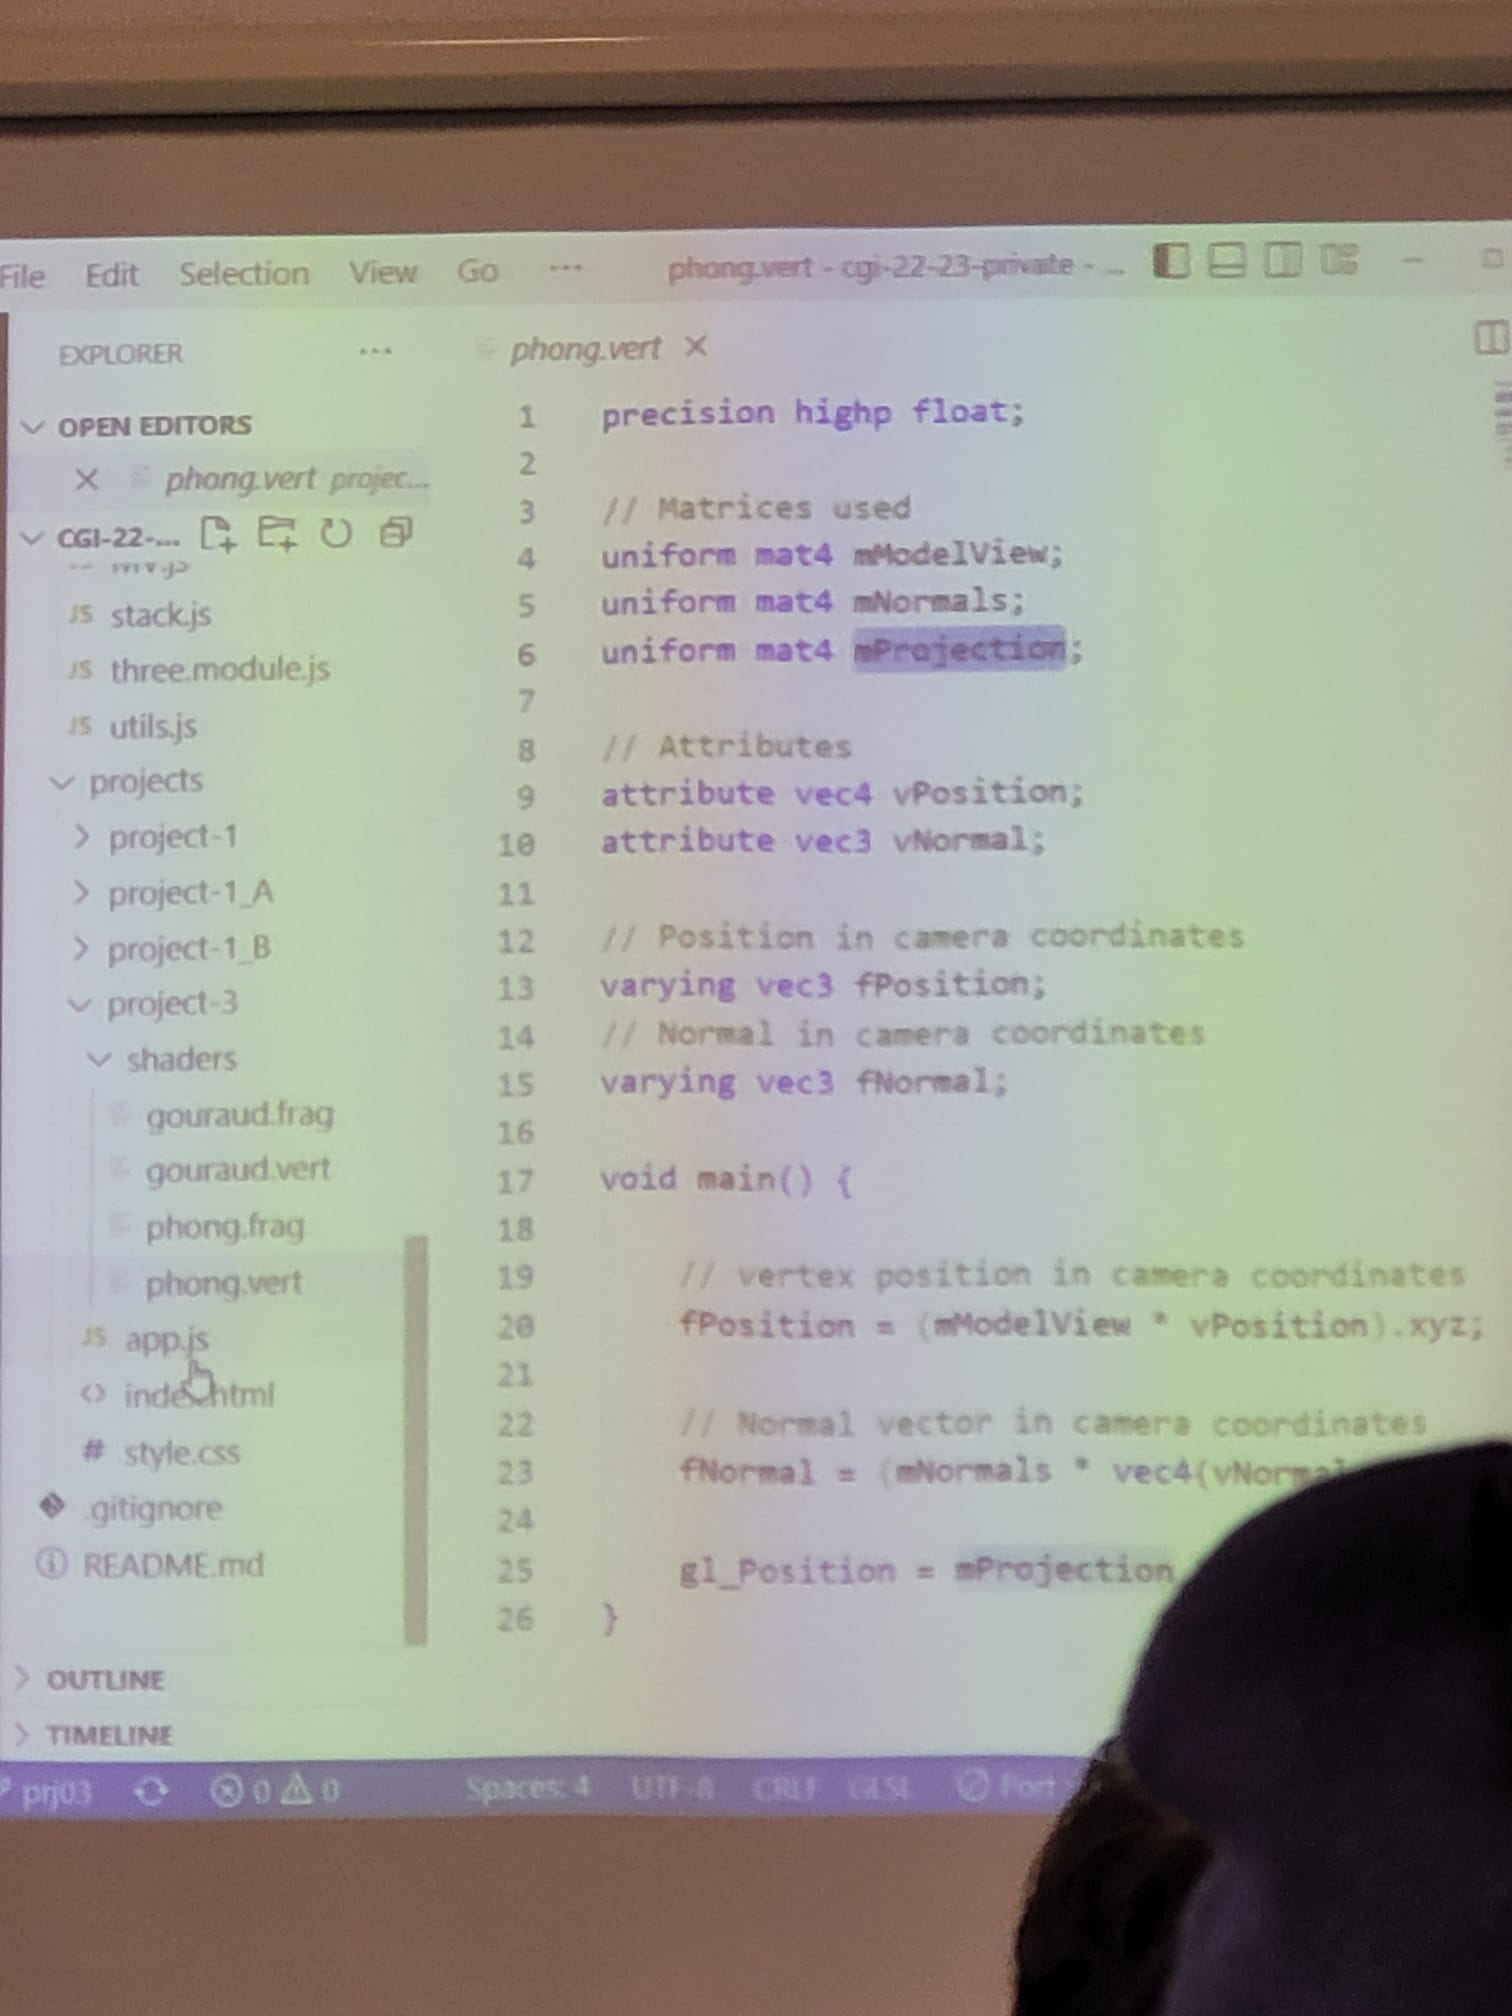 File Edit Selection View Go ... phong.vert - cgi-22-23-private - ...
EXPLORER ...
OPEN EDITORS
phong.vert projec...
CGI-22-...
JS stack.js
JS three.module.js
JS utils.js
projects
project-1
project-1_A
project-1_B
project-3
shaders
gouraud.frag
gouraud.vert
phong.frag
phong.vert
JS app.js
<> html
# style.css
.gitignore
README.md
OUTLINE
TIMELINE
phong.vert
1 precision highp float;
2
3 // Matrices used
4 uniform mat4 mModelView;
5 uniform mat4 mNormals;
6 uniform mat4 mProjection;
7
8 // Attributes
9 attribute vec4 vPosition;
10 attribute vec3 vNormal;
11
12 // Position in camera coordinates
13 varying vec3 fPosition;
14 // Normal in camera coordinates
15 varying vec3 fNormal;
16
17 void main() {
18
19 // vertex position in camera coordinates
20 fPosition = (mModelView * vPosition).xyz;
21
22 // Normal vector in camera coordinates
23 fNormal = (mNormals * vec4(vNormal
24
25 gl_Position = mProjection
26 }
prj03 0 0 Spaces: 4 UTF-8 CRLF GLSL Port